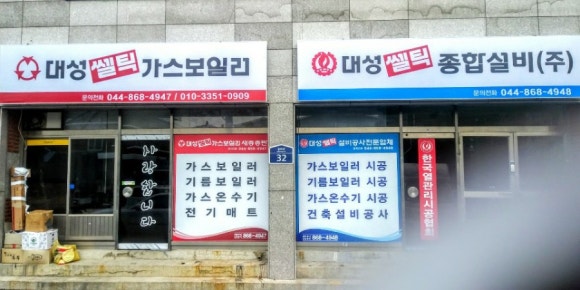 대성쎌틱 가스보일러
문의전화 044-868-4947 / 010-3351-0909
대성쎌틱 종합설비(주)
문의전화 044-868-4948
사랑합니다
대성쎌틱 가스보일러
가스보일러
기름보일러
가스온수기
전기매트
868-4947
32
대성쎌틱 설비공사전문업체
가스보일러 시공
기름보일러 시공
가스온수기 시공
건축설비공사
868-4948
한국열관리시공협회